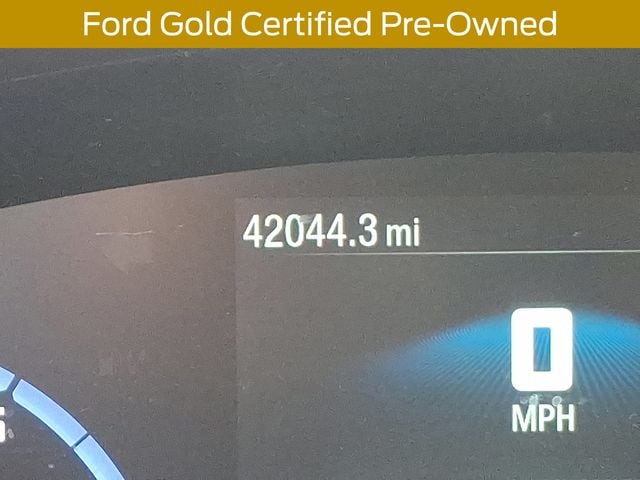 Ford Gold Certified Pre-Owned
42044.3 mi
0
MPH